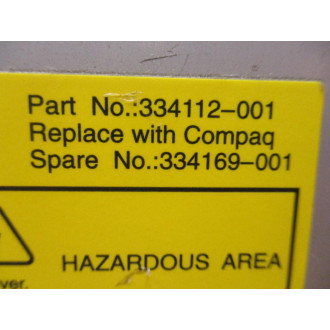 Part No.:334112-001
Replace with Compaq
Spare No.:334169-001
HAZARDOUS AREA